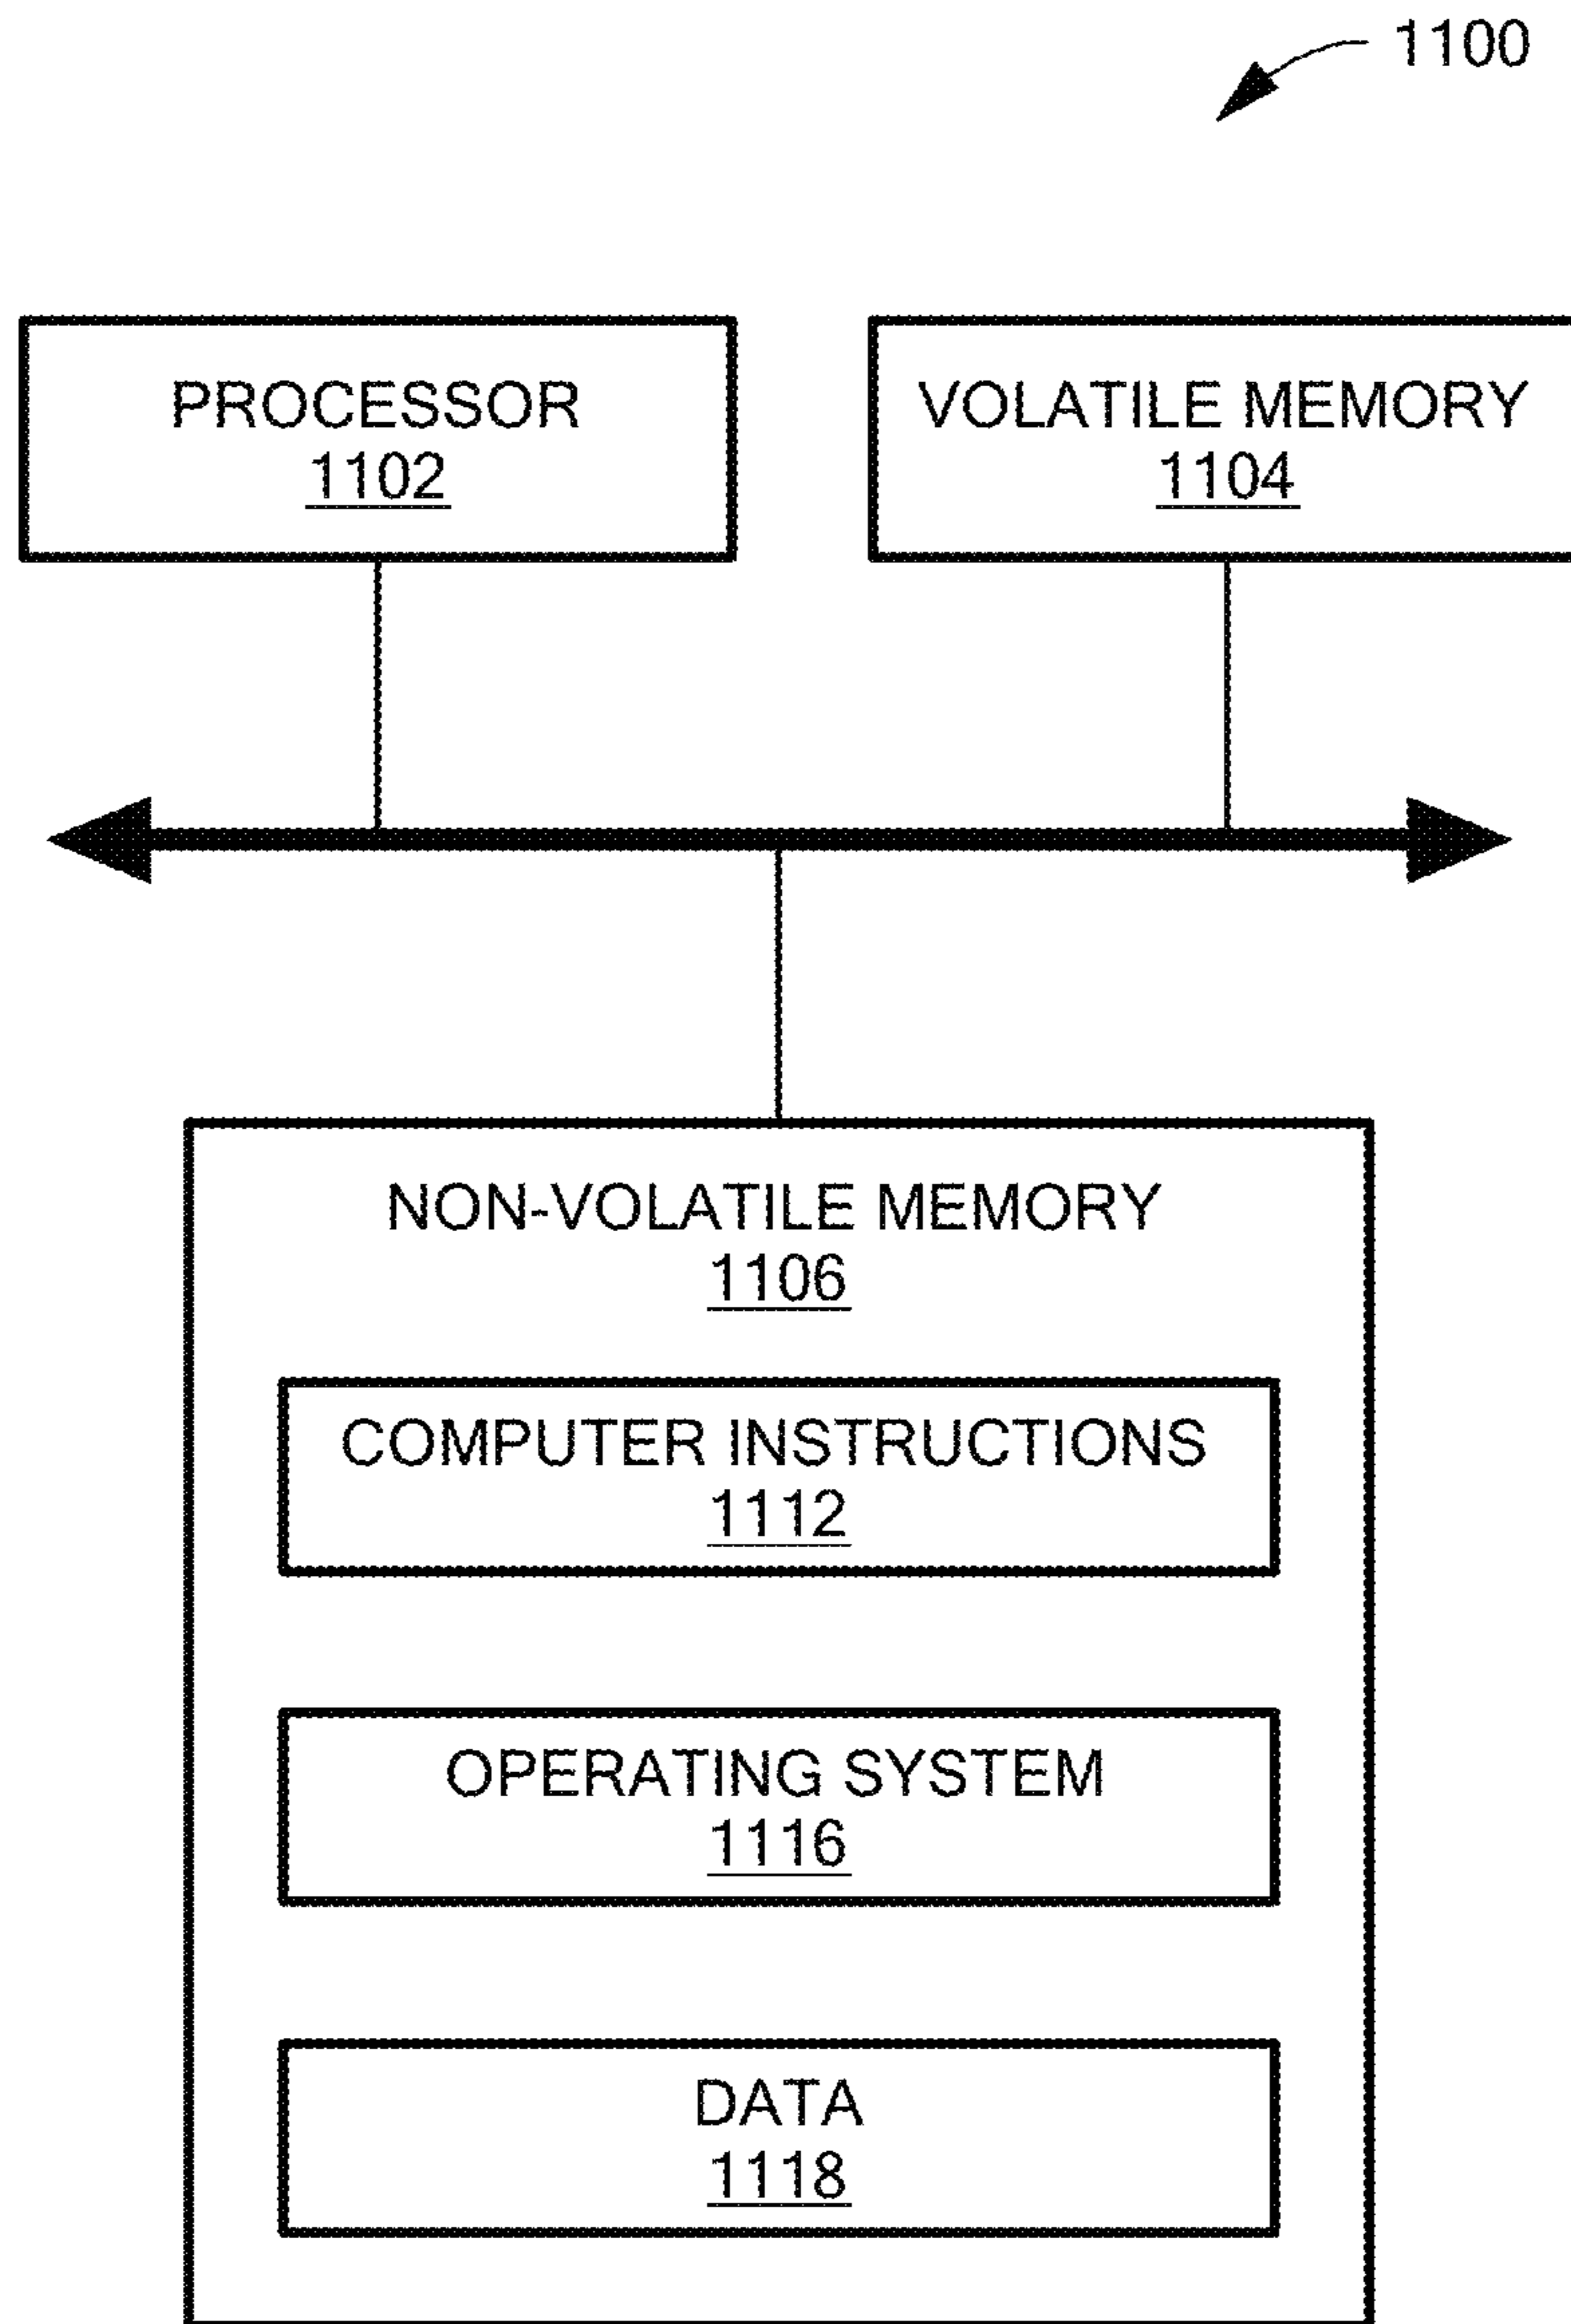 1100
PROCESSOR
1102
VOLATILE MEMORY
1104
NON-VOLATILE MEMORY
1106
COMPUTER INSTRUCTIONS
1112
OPERATING SYSTEM
1116
DATA
1118